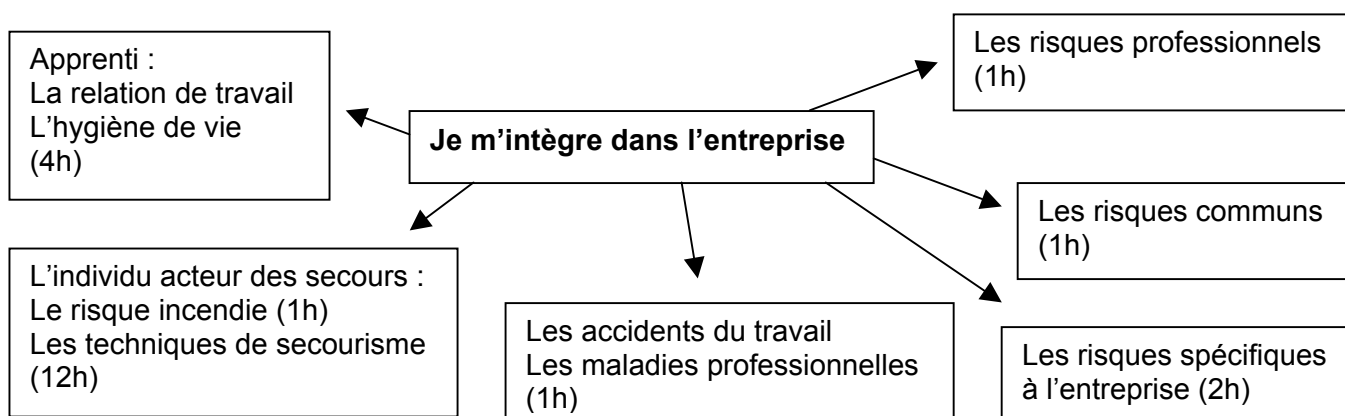 Apprenti :
La relation de travail
L’hygiène de vie
(4h)
Les risques professionnels
(1h)
Je m’intègre dans l’entreprise
Les risques communs
(1h)
L’individu acteur des secours :
Le risque incendie (1h)
Les techniques de secourisme
(12h)
Les accidents du travail
Les maladies professionnelles
(1h)
Les risques spécifiques
à l’entreprise (2h)